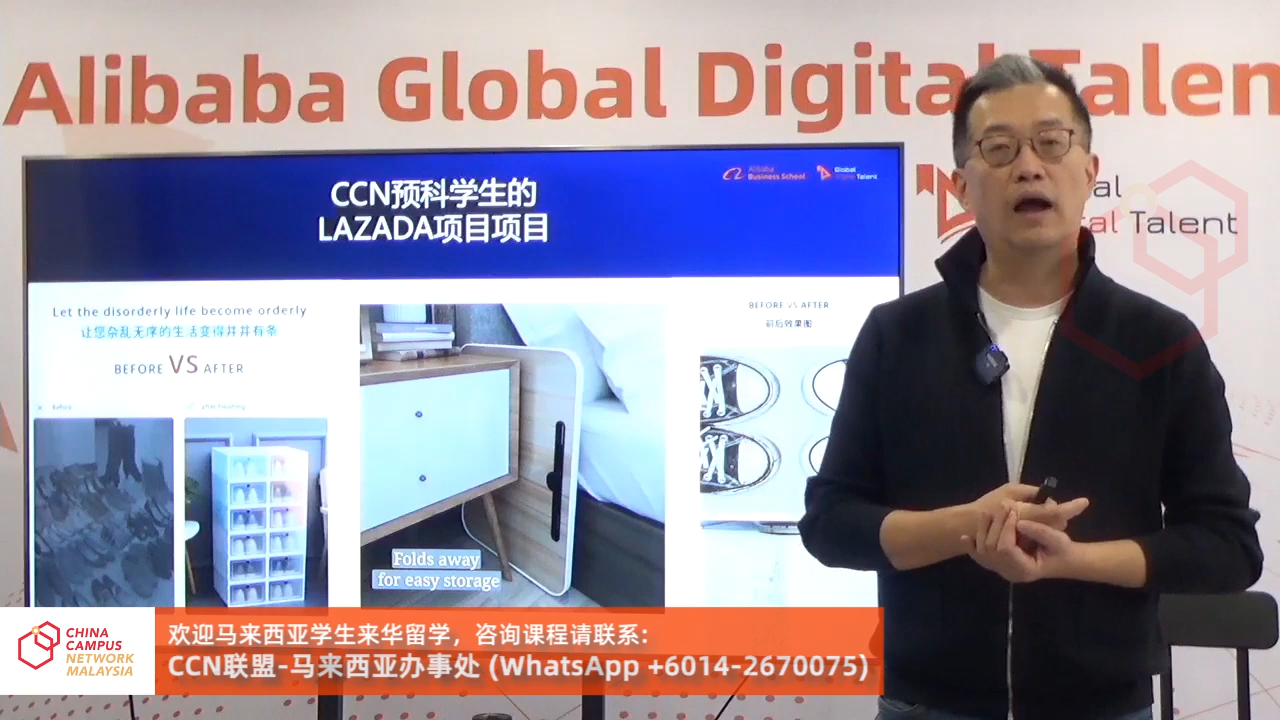 Alibaba Global Digital Talen
CCN预科学生的
LAZADA项目项目
Alibaba
Business School
Global
Talent
al
tal Talent
Let the disorderly life become orderly
让您杂乱无序的生活变得井井有条
BEFORE VS AFTER
Before
BEFORE VS AFTER
前后效果图
Folds away
for easy storage
CHINA
CAMPUS
NETWORK
MALAYSIA
欢迎马来西亚学生来华留学，咨询课程请联系:
CCN联盟-马来西亚办事处 (WhatsApp +6014-2670075)